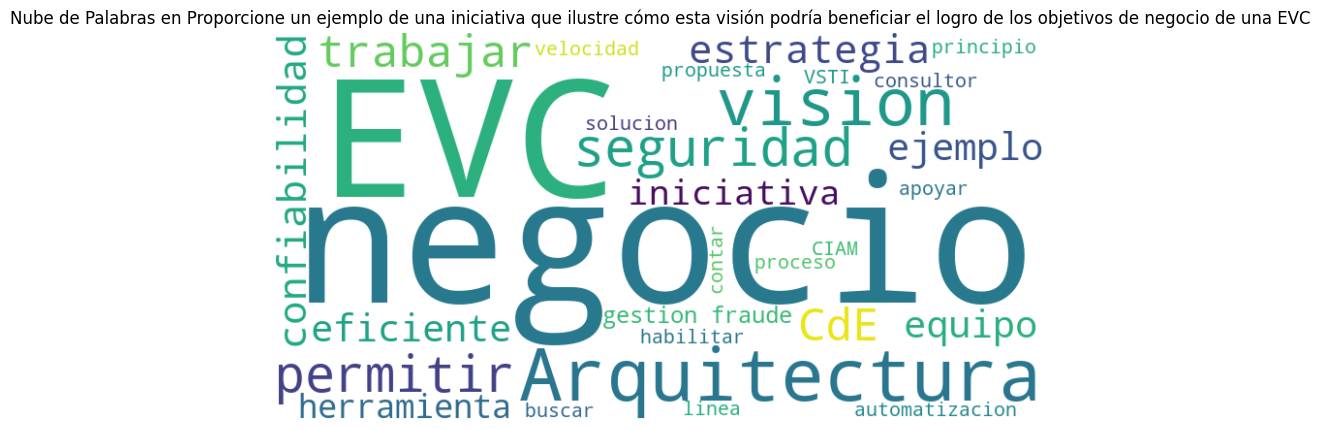 Nube de Palabras en Proporcione un ejemplo de una iniciativa que ilustre cómo esta visión podría beneficiar el logro de los objetivos de negocio de una EVC
trabajar velocidad estrategia principio
propuesta VSTI consultor
confiabilidad EVC solucion vision
seguridad ejemplo
iniciativa apoyar
negocio
contar CIAM
proceso
eficiente gestion fraude CdE equipo
habilitar
permitir Arquitectura
herramienta buscar linea automatizacion